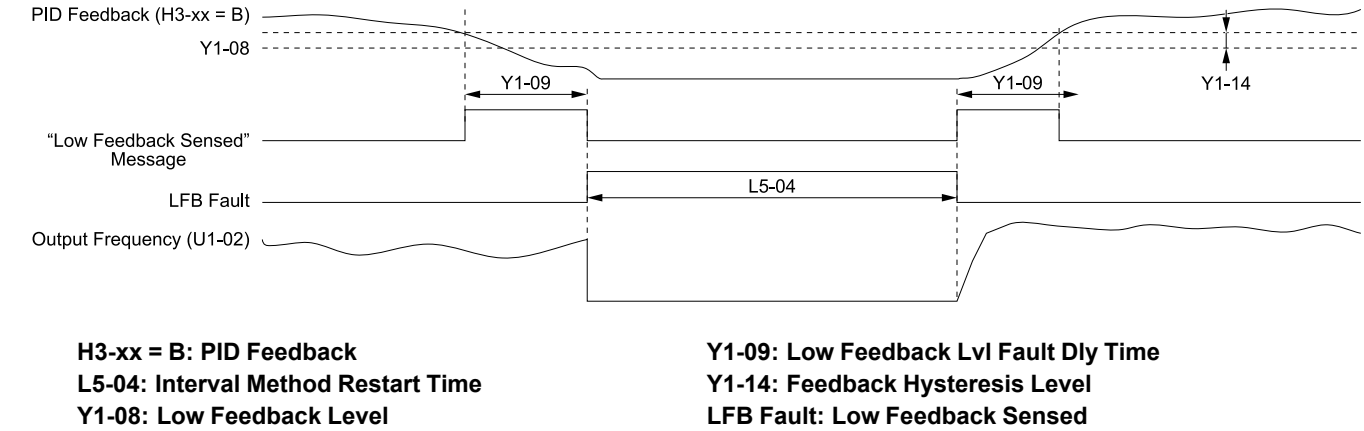 PID Feedback (H3-xx = B)
Y1-08
Y1-09
Y1-09
Y1-14
“Low Feedback Sensed”
Message
L5-04
LFB Fault
Output Frequency (U1-02)
H3-xx = B: PID Feedback
L5-04: Interval Method Restart Time
Y1-08: Low Feedback Level
Y1-09: Low Feedback Lvl Fault Dly Time
Y1-14: Feedback Hysteresis Level
LFB Fault: Low Feedback Sensed